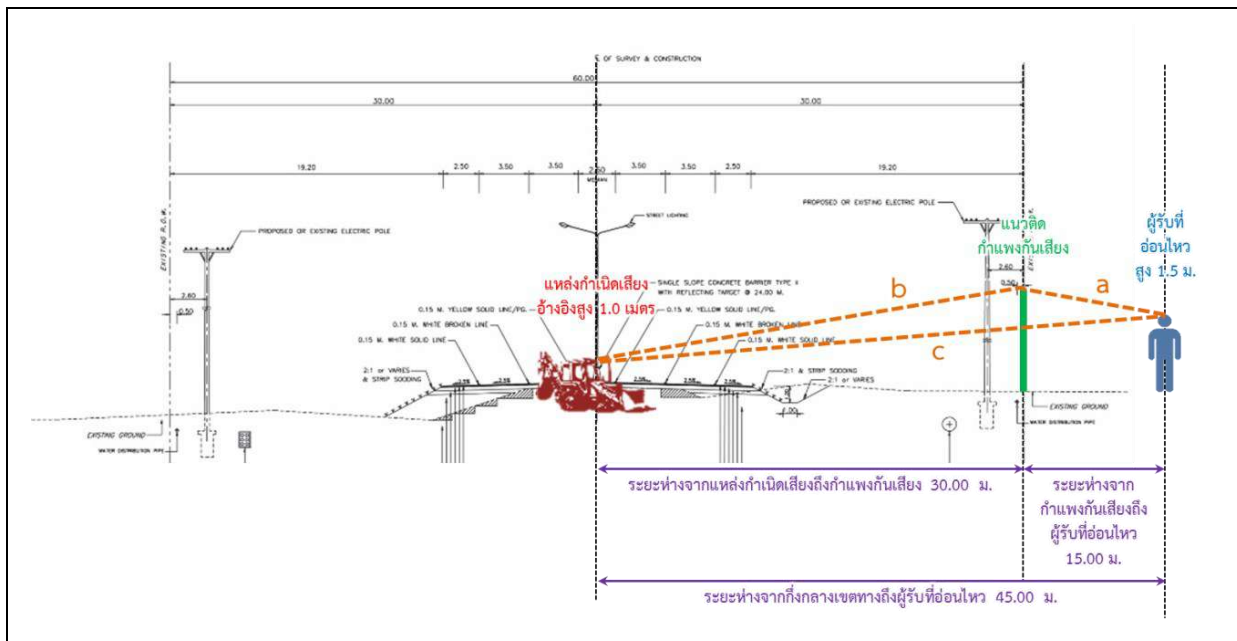 ℄ OF SURVEY & CONSTRUCTION
60.00
30.00
30.00
19.20
2.50
3.50
3.50
3.50
2.50
19.20
MEDIAN
STREET LIGHTING
PROPOSED OR EXISTING ELECTRIC POLE
PROPOSED OR EXISTING ELECTRIC POLE
EXISTING R.O.W.
แนวติด
กำแพงกันเสียง
ผู้รับที่
อ่อนไหว
สูง 1.5 ม.
2.60
0.50
2.60
0.50
แหล่งกำเนิดเสียง
อ้างอิงสูง 1.0 เมตร
SINGLE SLOPE CONCRETE BARRIER TYPE II
WITH REFLECTING TARGET @ 24.00 M.
b
a
c
0.15 M. YELLOW SOLID LINE/PG.
0.15 M. YELLOW SOLID LINE/PG.
0.15 M. WHITE BROKEN LINE
0.15 M. WHITE BROKEN LINE
0.15 M. WHITE SOLID LINE
0.15 M. WHITE SOLID LINE
2:1 or VARIES
& STRIP SODDING
2:1 & STRIP SODDING
2:1 or VARIES
EXISTING GROUND
EXISTING GROUND
WATER DISTRIBUTION PIPE
WATER DISTRIBUTION PIPE
ระยะห่างจากแหล่งกำเนิดเสียงถึงกำแพงกันเสียง 30.00 ม.
ระยะห่างจาก
กำแพงกันเสียงถึง
ผู้รับที่อ่อนไหว
15.00 ม.
ระยะห่างจากกึ่งกลางเขตทางถึงผู้รับที่อ่อนไหว 45.00 ม.